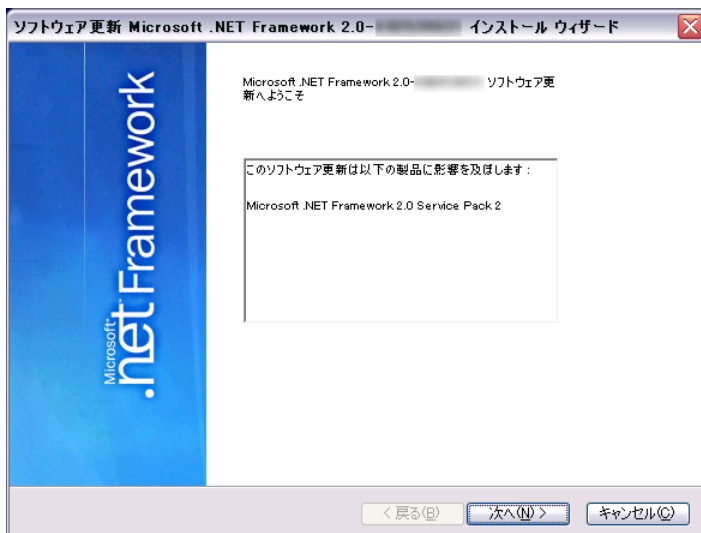 ソフトウェア更新 Microsoft .NET Framework 2.0- インストール ウィザード
Microsoft .NET Framework 2.0- ソフトウェア更
新へようこそ
このソフトウェア更新は以下の製品に影響を及ぼします：
Microsoft .NET Framework 2.0 Service Pack 2
Microsoft
.net Framework
< 戻る(B)
次へ(N) >
キャンセル(C)